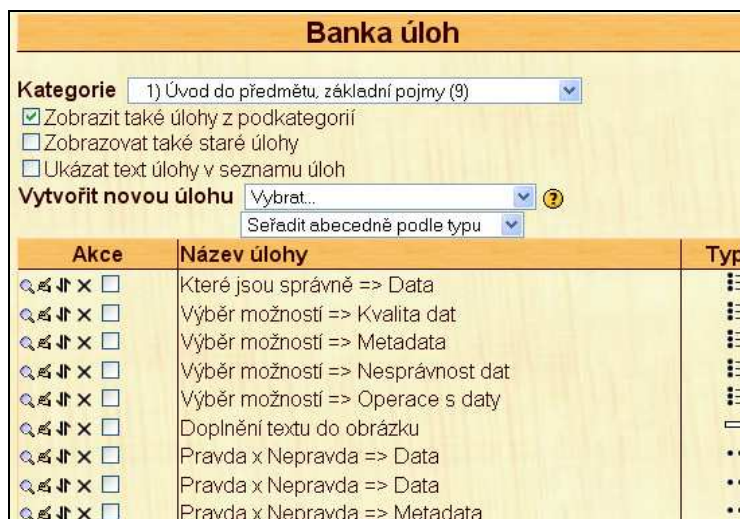 Banka úloh
Kategorie 1) Úvod do předmětu, základní pojmy (9)
Zobrazit také úlohy z podkategorií
Zobrazovat také staré úlohy
Ukázat text úlohy v seznamu úloh
Vytvořit novou úlohu Vybrat... ?
Seřadit abecedně podle typu
Akce Název úlohy Typ
Které jsou správně => Data
Výběr možností => Kvalita dat
Výběr možností => Metadata
Výběr možností => Nesprávnost dat
Výběr možností => Operace s daty
Doplnění textu do obrázku
Pravda x Nepravda => Data
Pravda x Nepravda => Data
Pravda x Nepravda => Metadata